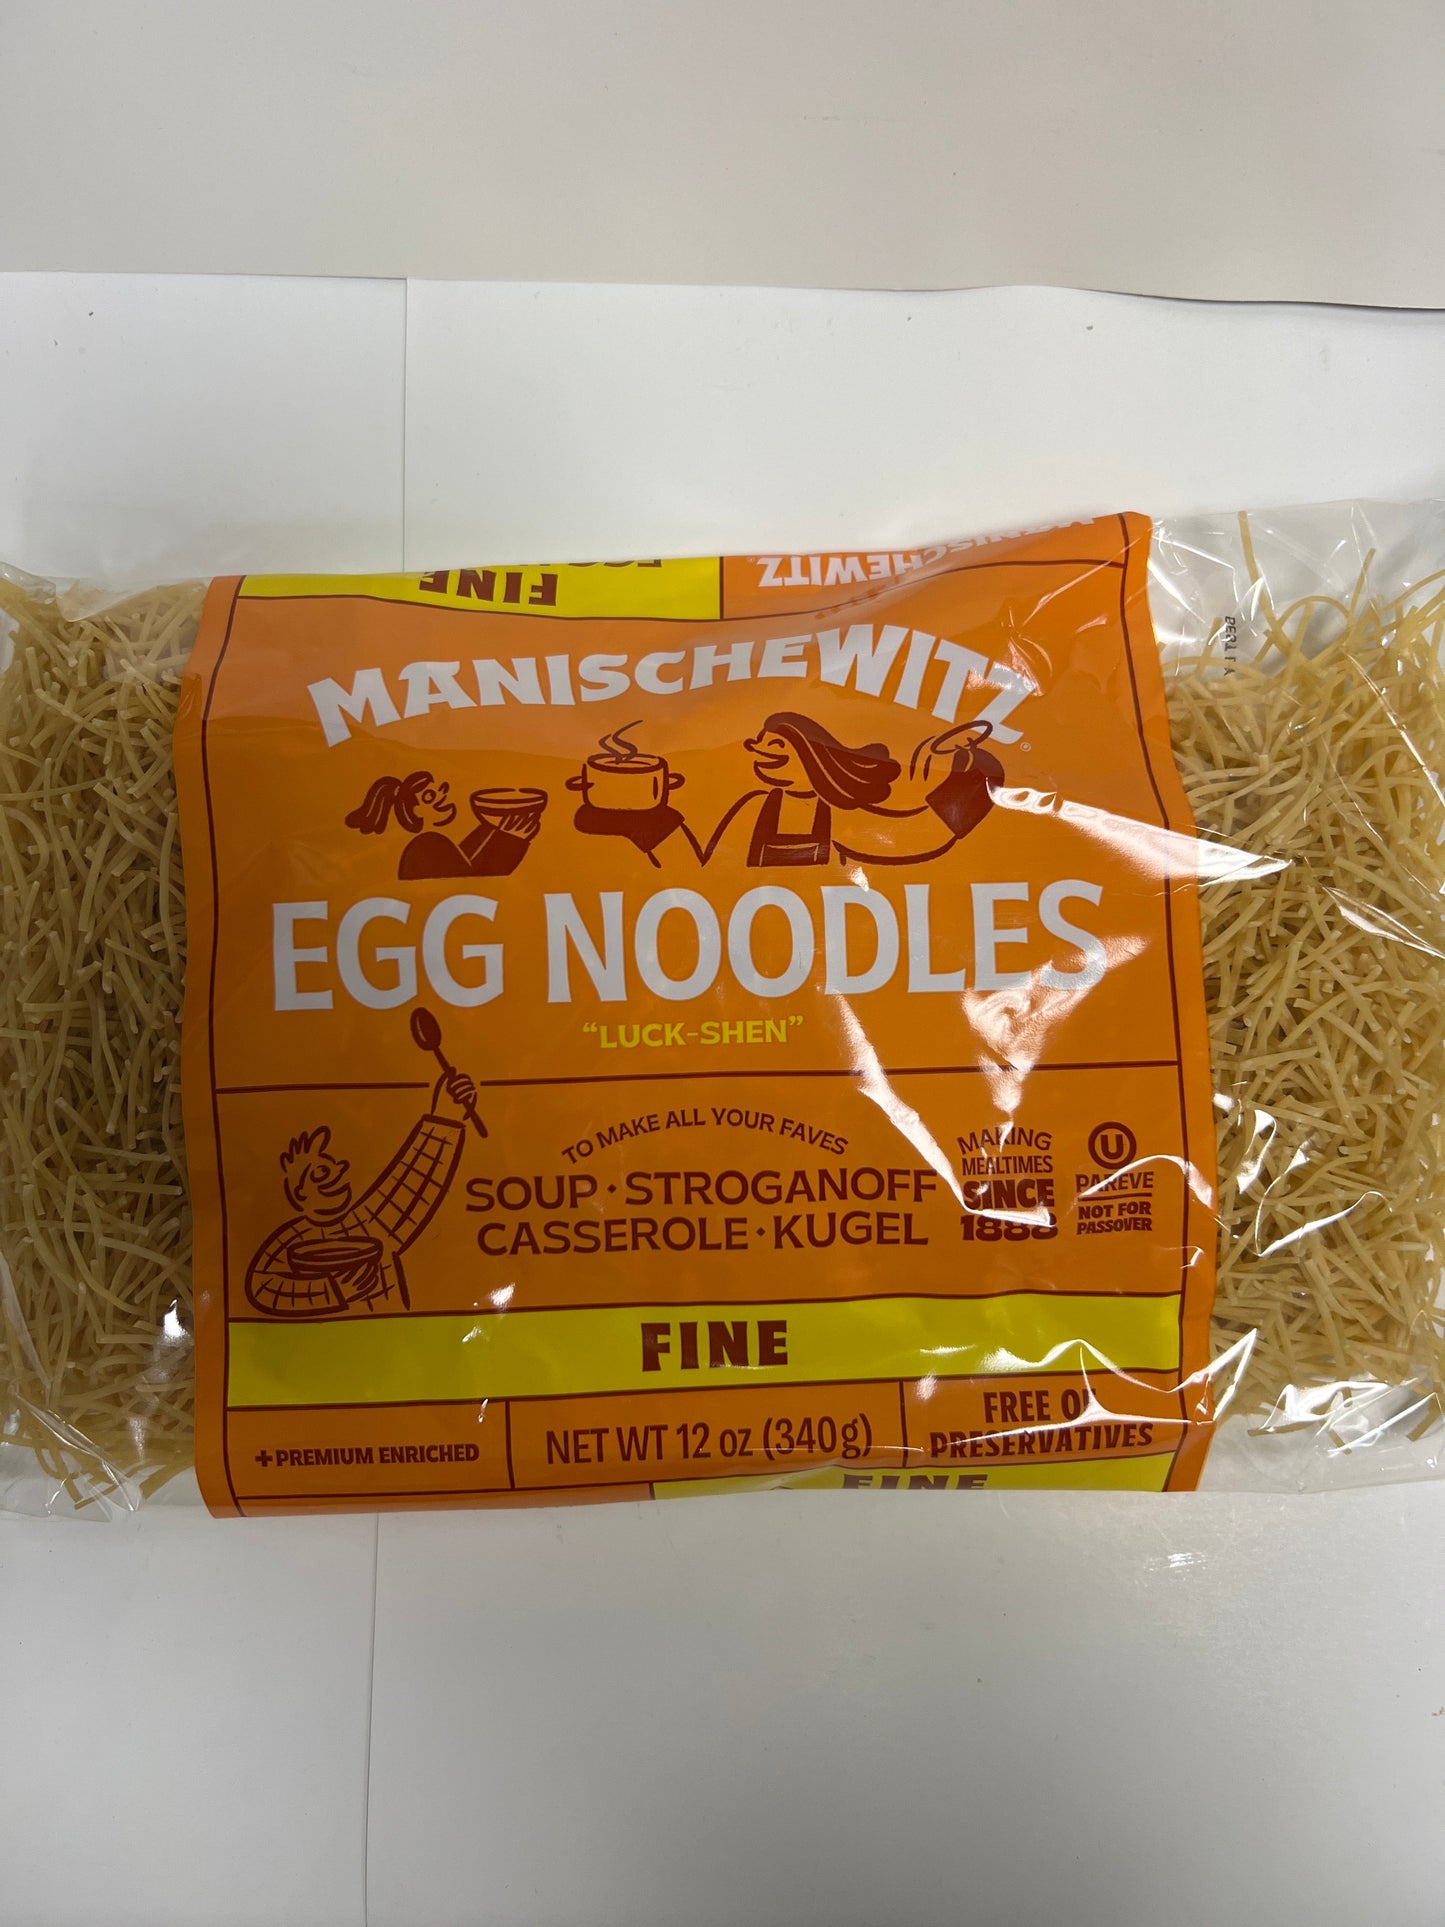 FINE
MANISCHEWITZ
MANISCHEWITZ®
EGG NOODLES
“LUCK-SHEN”
TO MAKE ALL YOUR FAVES
SOUP · STROGANOFF
CASSEROLE · KUGEL
MAKING
MEALTIMES
SINCE
1888
U
PAREVE
NOT FOR
PASSOVER
FINE
+PREMIUM ENRICHED
NET WT 12 OZ (340g)
FREE OF
PRESERVATIVES
FINE